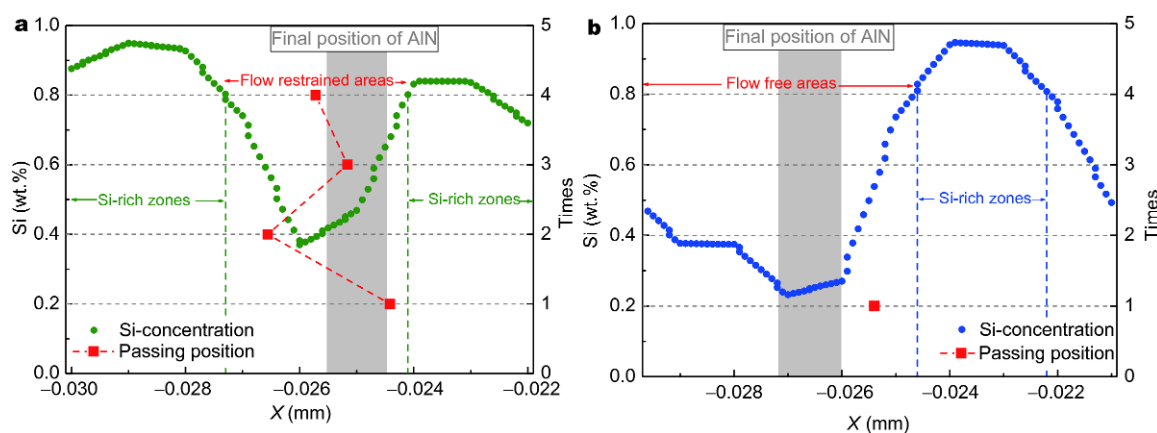 a
Final position of AlN
Flow restrained areas
Si-rich zones
Si-rich zones
Si-concentration
Passing position
Si (wt.%)
Times
1.0
0.8
0.6
0.4
0.2
0.0
5
4
3
2
1
0
−0.030
−0.028
−0.026
−0.024
−0.022
X (mm)
b
Final position of AlN
Flow free areas
Si-rich zones
Si-concentration
Passing position
Si (wt.%)
Times
1.0
0.8
0.6
0.4
0.2
0.0
5
4
3
2
1
0
−0.028
−0.026
−0.024
−0.022
X (mm)